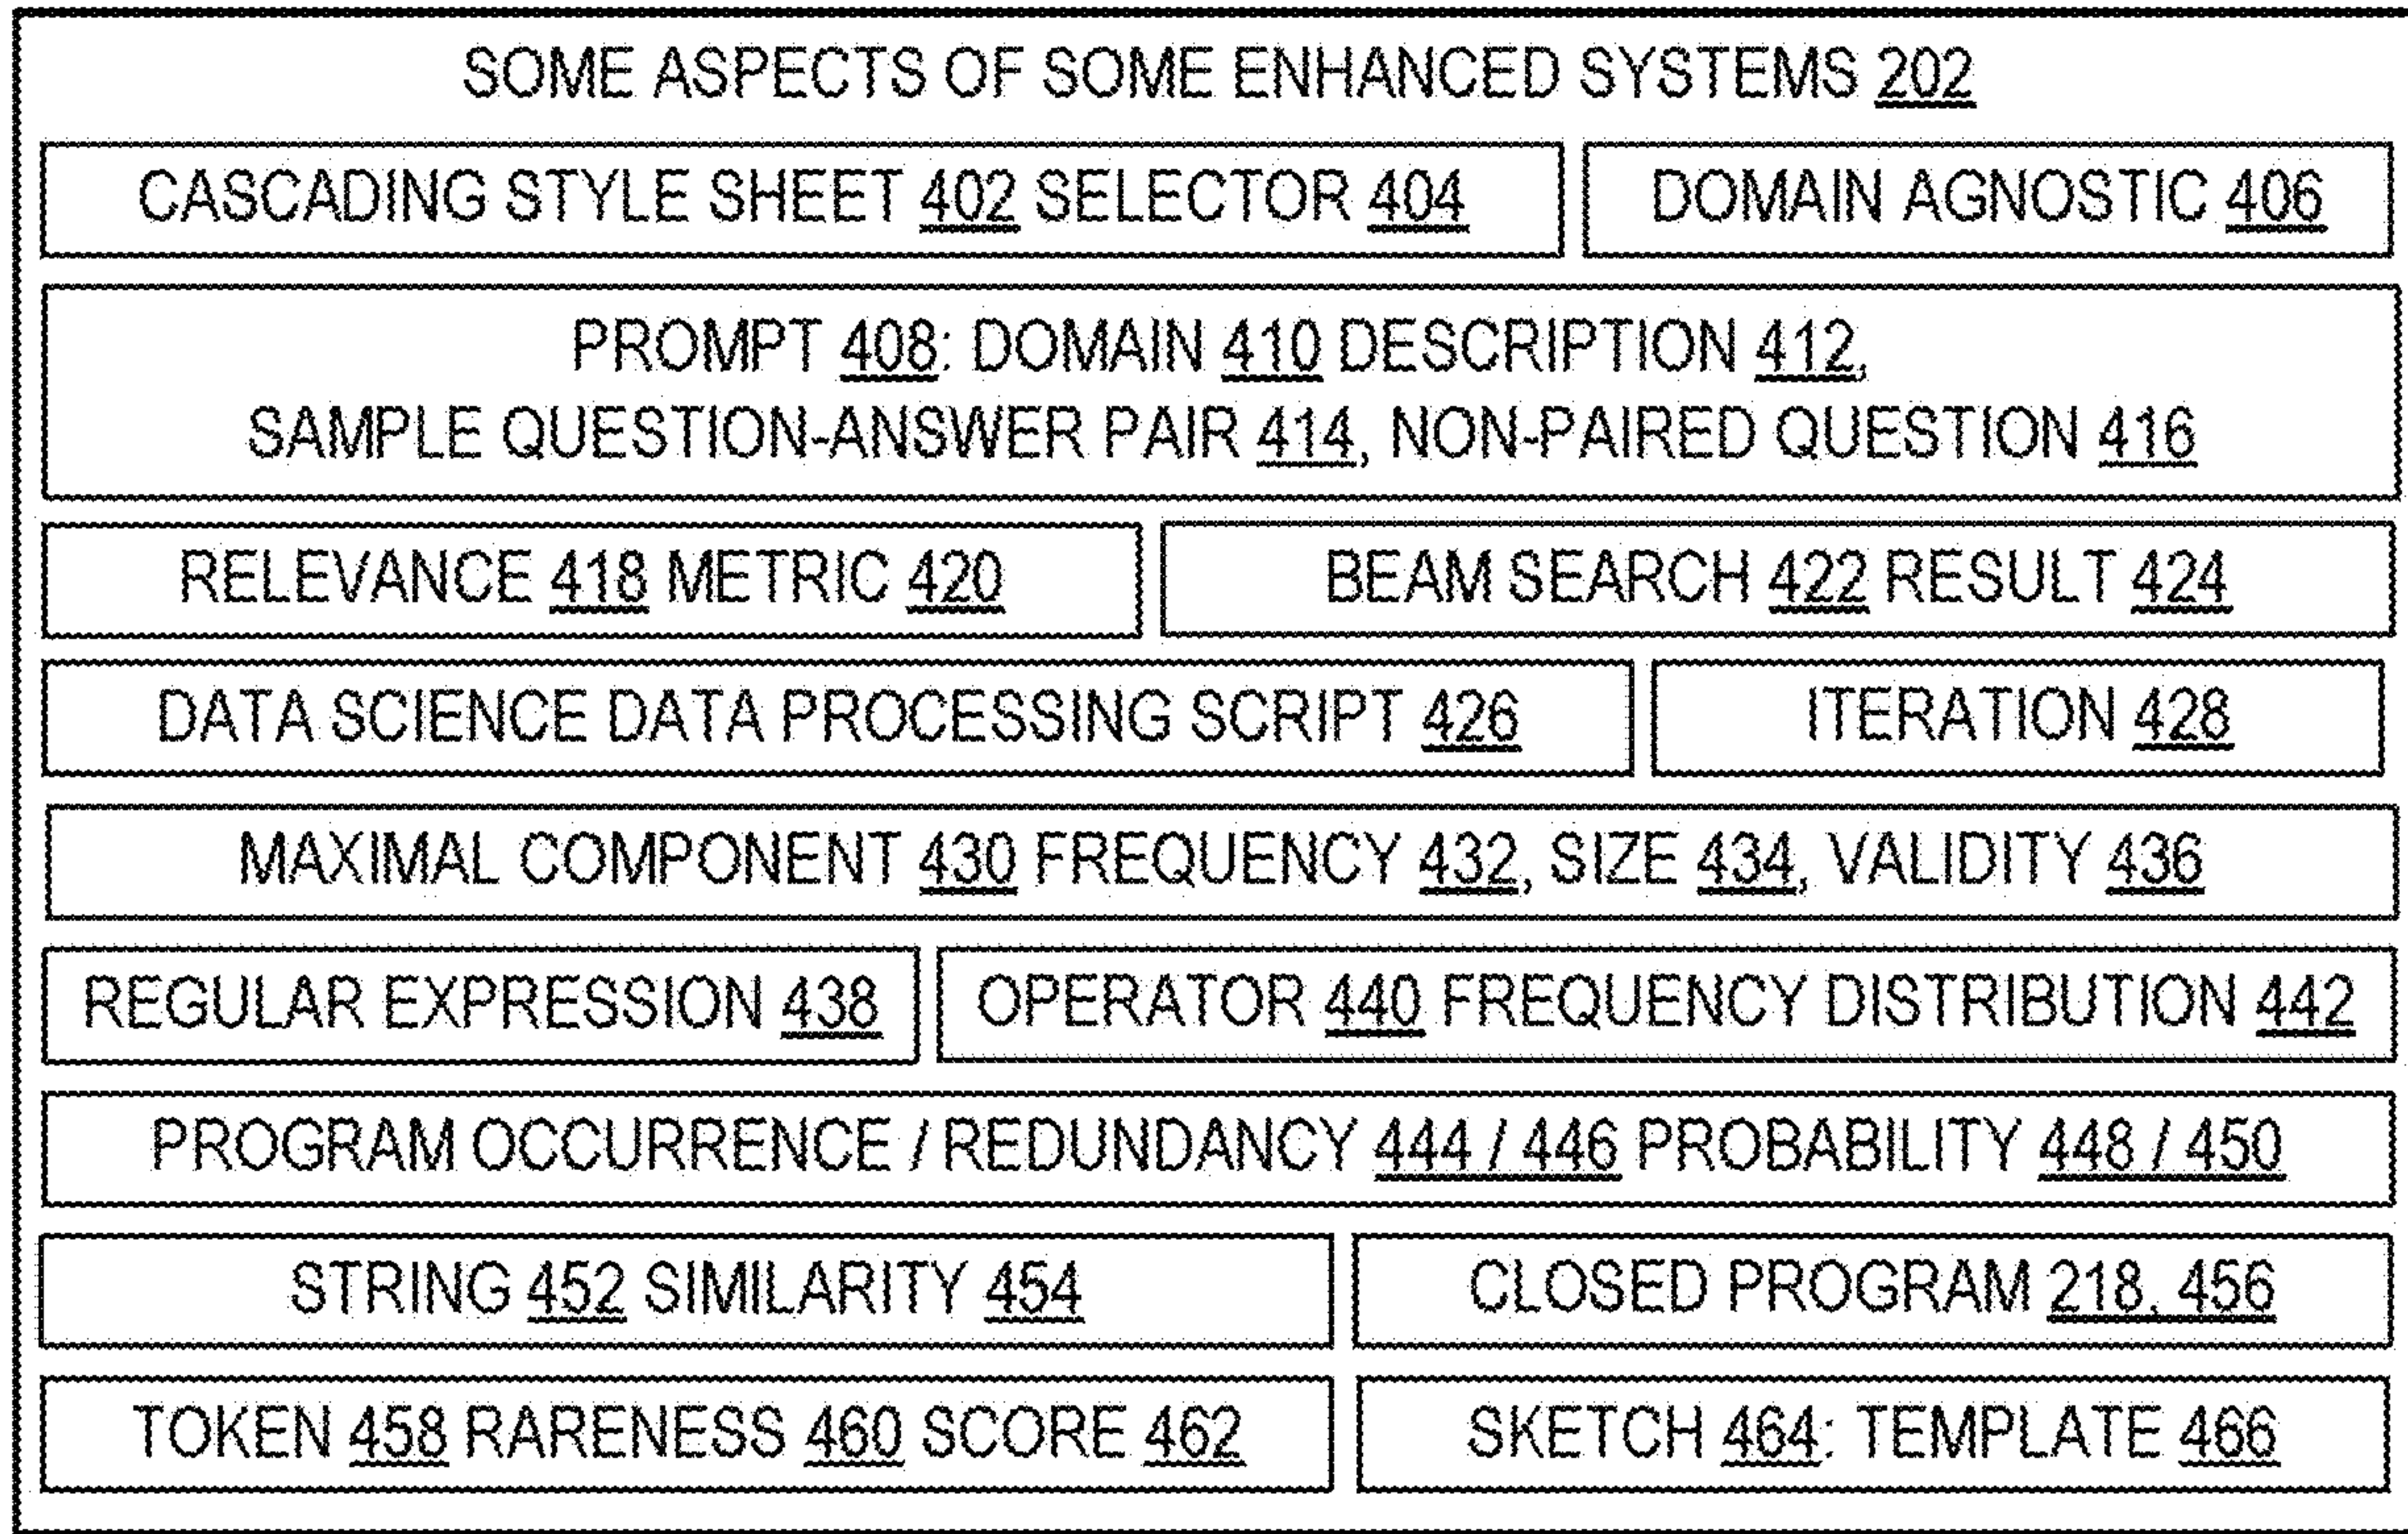 SOME ASPECTS OF SOME ENHANCED SYSTEMS 202
CASCADING STYLE SHEET 402 SELECTOR 404
DOMAIN AGNOSTIC 406
PROMPT 408: DOMAIN 410 DESCRIPTION 412,
SAMPLE QUESTION-ANSWER PAIR 414, NON-PAIRED QUESTION 416
RELEVANCE 418 METRIC 420
BEAM SEARCH 422 RESULT 424
DATA SCIENCE DATA PROCESSING SCRIPT 426
ITERATION 428
MAXIMAL COMPONENT 430 FREQUENCY 432, SIZE 434, VALIDITY 436
REGULAR EXPRESSION 438
OPERATOR 440 FREQUENCY DISTRIBUTION 442
PROGRAM OCCURRENCE / REDUNDANCY 444 / 446 PROBABILITY 448 / 450
STRING 452 SIMILARITY 454
CLOSED PROGRAM 218, 456
TOKEN 458 RARENESS 460 SCORE 462
SKETCH 464: TEMPLATE 466